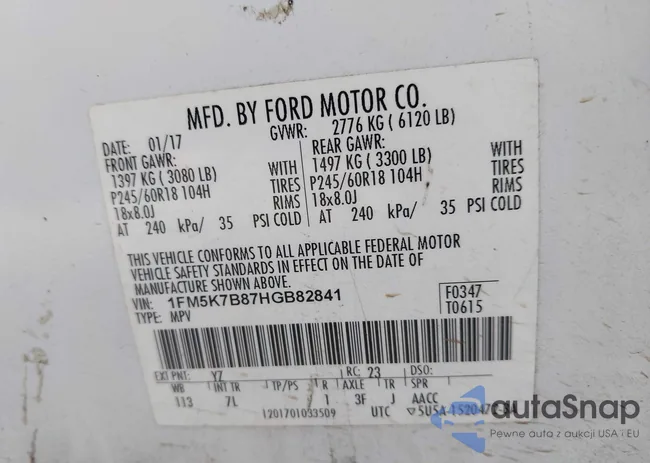 MFD. BY FORD MOTOR CO.
DATE: 01/17 GVWR: 2776 KG ( 6120 LB)
FRONT GAWR: REAR GAWR:
1397 KG ( 3080 LB) WITH 1497 KG ( 3300 LB) WITH
P245/60R18 104H TIRES P245/60R18 104H TIRES
18x8.0J RIMS 18x8.0J RIMS
AT 240 kPa/ 35 PSI COLD AT 240 kPa/ 35 PSI COLD
THIS VEHICLE CONFORMS TO ALL APPLICABLE FEDERAL MOTOR
VEHICLE SAFETY STANDARDS IN EFFECT ON THE DATE OF
MANUFACTURE SHOWN ABOVE.
VIN: 1FM5K7B87HGB82841 F0347
TYPE: MPV T0615
EXT PNT: YZ RC: 23 DSO:
WB INT TR TP/PS R AXLE TR SPR
113 7L 1 3F J AACC
1201701033509 UTC
autoSnap
Pewne auta z aukcji USA i EU